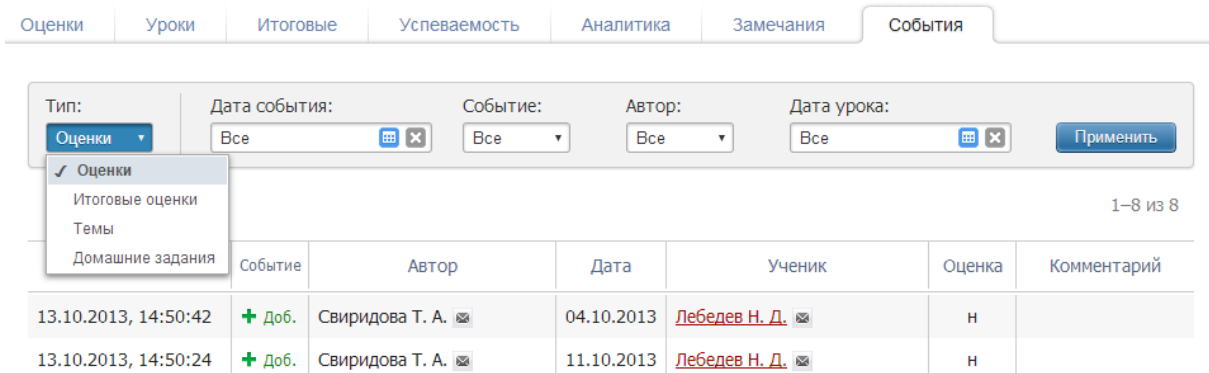 Оценки Уроки Итоговые Успеваемость Аналитика Замечания События
Тип: Дата события: Событие: Автор: Дата урока:
Оценки Все Все Все Все Применить
✓ Оценки
Итоговые оценки
Темы
Домашние задания
1–8 из 8
Событие Автор Дата Ученик Оценка Комментарий
13.10.2013, 14:50:42 + Доб. Свиридова Т. А. 04.10.2013 Лебедев Н. Д. н
13.10.2013, 14:50:24 + Доб. Свиридова Т. А. 11.10.2013 Лебедев Н. Д. н